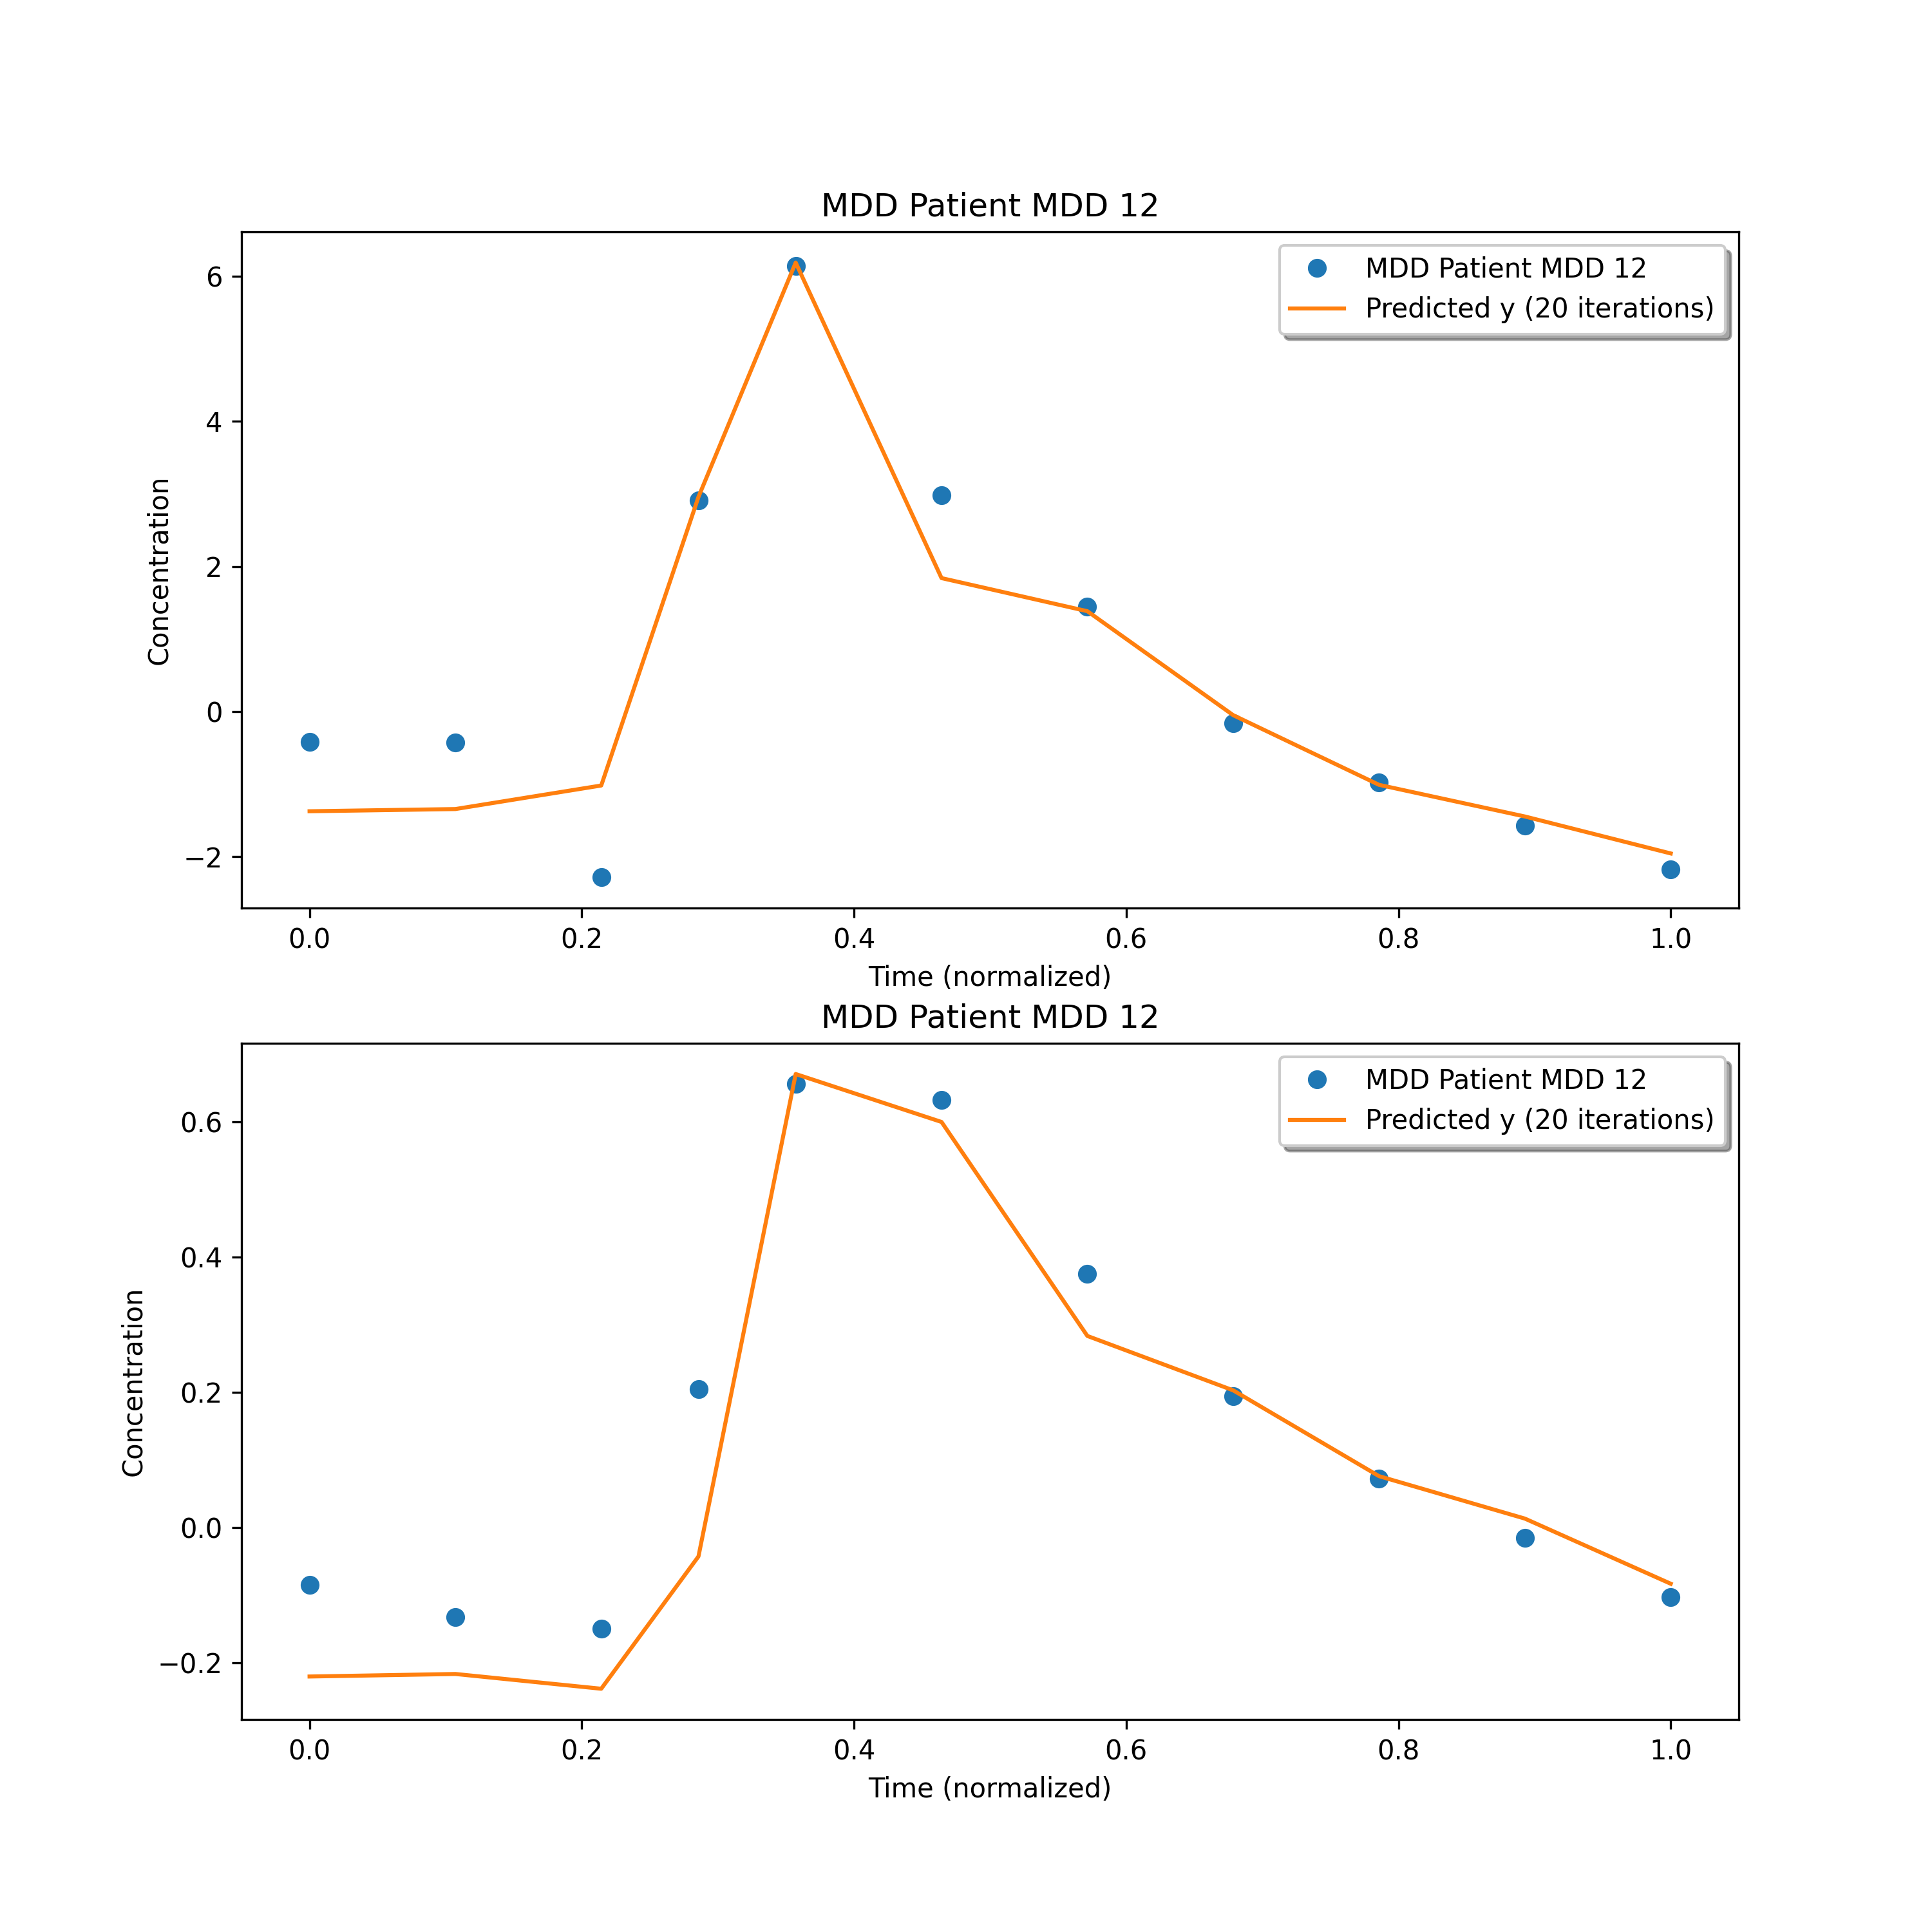 MDD Patient MDD 12
MDD Patient MDD 12
Predicted y (20 iterations)
6
4
2
0
−2
Concentration
0.0 0.2 0.4 0.6 0.8 1.0
Time (normalized)
MDD Patient MDD 12
MDD Patient MDD 12
Predicted y (20 iterations)
0.6
0.4
0.2
0.0
−0.2
Concentration
0.0 0.2 0.4 0.6 0.8 1.0
Time (normalized)